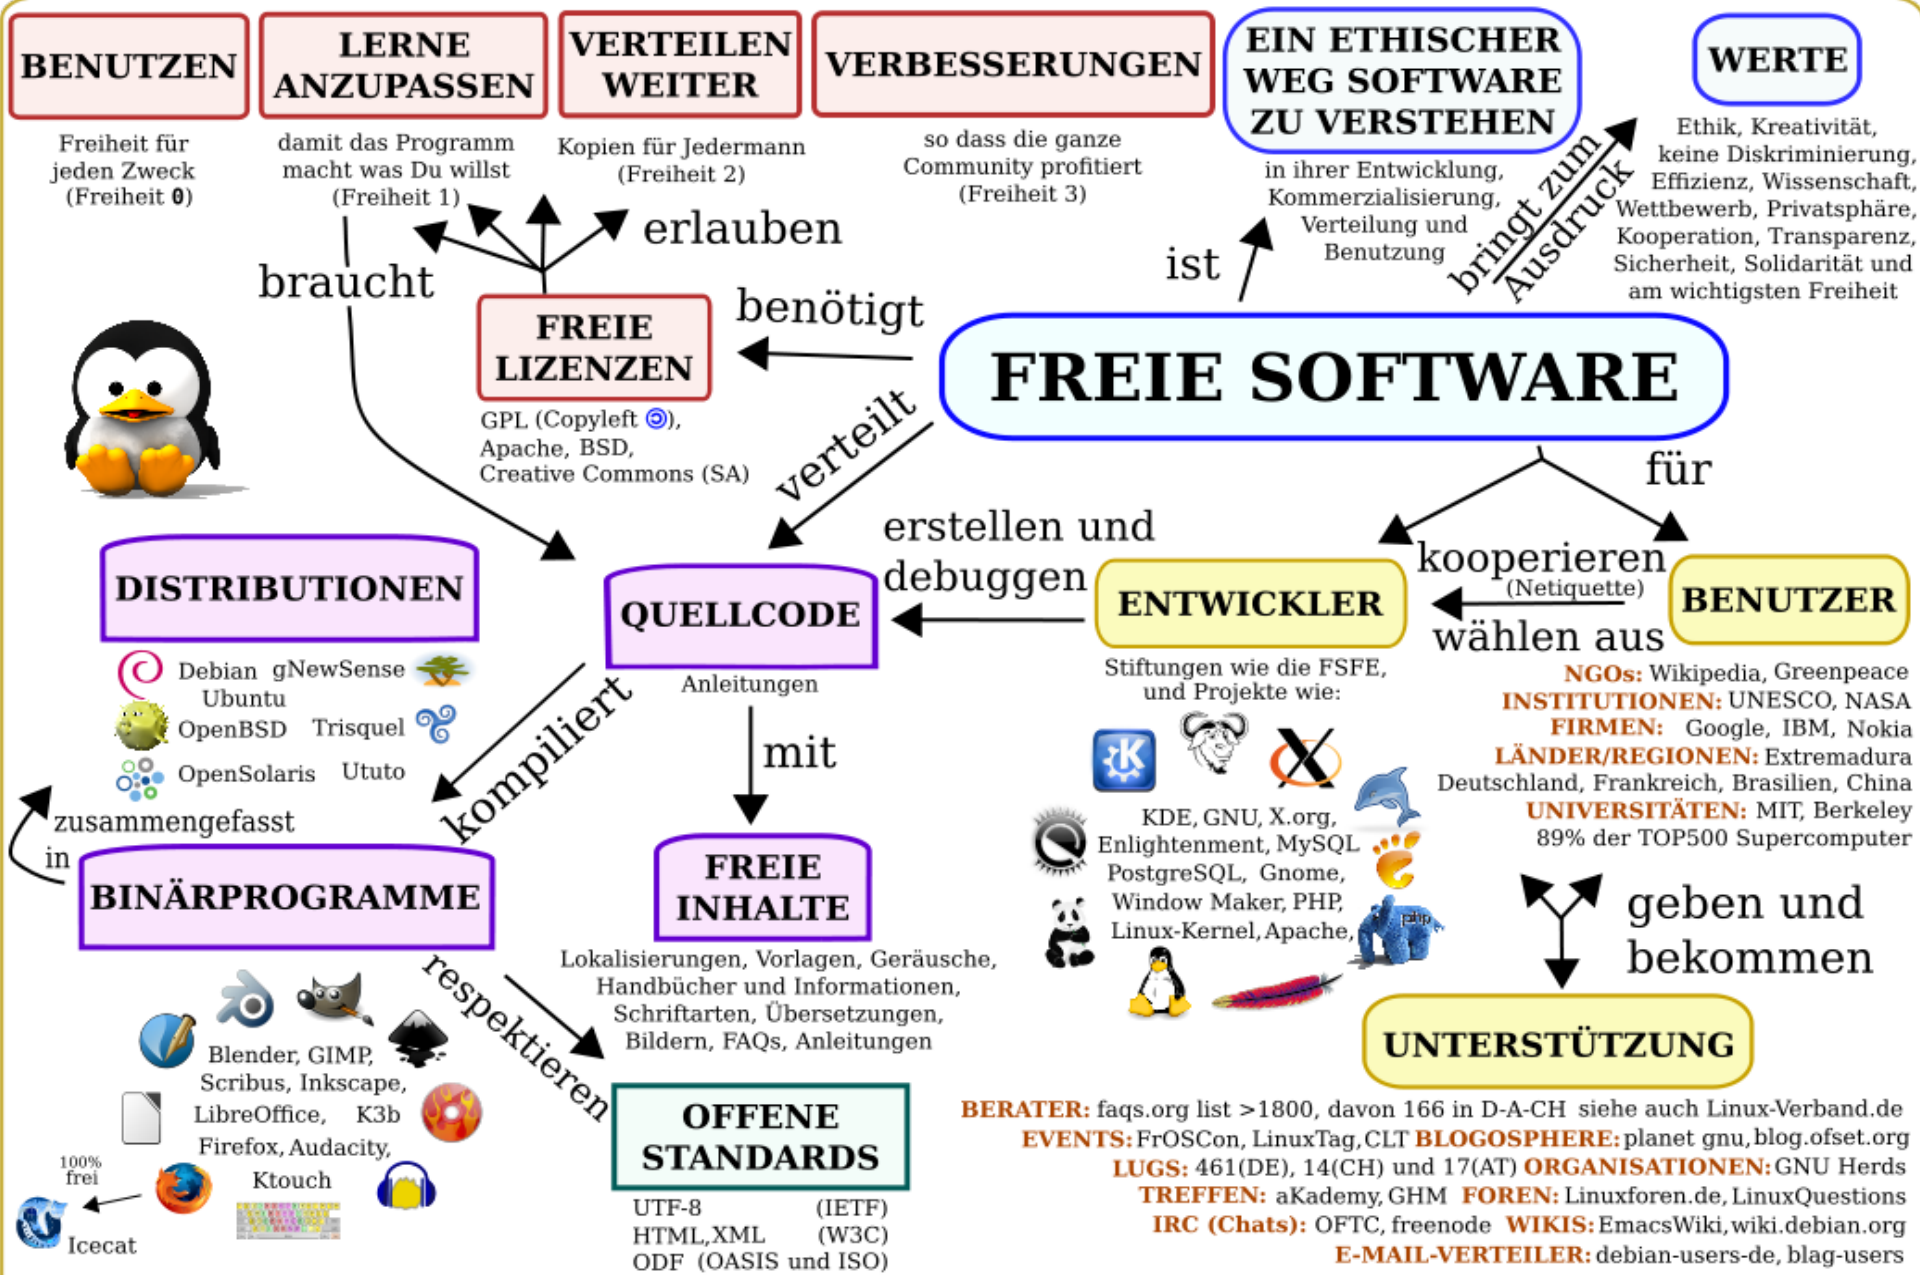 BENUTZEN
Freiheit für
jeden Zweck
(Freiheit 0)
LERNE
ANZUPASSEN
damit das Programm
macht was Du willst
(Freiheit 1)
VERTEILEN
WEITER
Kopien für Jedermann
(Freiheit 2)
VERBESSERUNGEN
so dass die ganze
Community profitiert
(Freiheit 3)
EIN ETHISCHER
WEG SOFTWARE
ZU VERSTEHEN
in ihrer Entwicklung,
Kommerzialisierung,
Verteilung und
Benutzung
WERTE
Ethik, Kreativität,
keine Diskriminierung,
Effizienz, Wissenschaft,
Wettbewerb, Privatsphäre,
Kooperation, Transparenz,
Sicherheit, Solidarität und
am wichtigsten Freiheit
erlauben
braucht
ist
bringt zum
Ausdruck
benötigt
FREIE
LIZENZEN
GPL (Copyleft),
Apache, BSD,
Creative Commons (SA)
FREIE SOFTWARE
verteilt
für
erstellen und
debuggen
kooperieren
(Netiquette)
wählen aus
DISTRIBUTIONEN
Debian gNewSense
Ubuntu
OpenBSD Trisquel
OpenSolaris Ututo
QUELLCODE
Anleitungen
ENTWICKLER
Stiftungen wie die FSFE,
und Projekte wie:
KDE, GNU, X.org,
Enlightenment, MySQL
PostgreSQL, Gnome,
Window Maker, PHP,
Linux-Kernel, Apache,
php
BENUTZER
NGOs: Wikipedia, Greenpeace
INSTITUTIONEN: UNESCO, NASA
FIRMEN: Google, IBM, Nokia
LÄNDER/REGIONEN: Extremadura
Deutschland, Frankreich, Brasilien, China
UNIVERSITÄTEN: MIT, Berkeley
89% der TOP500 Supercomputer
kompiliert
mit
zusammengefasst
in
BINÄRPROGRAMME
Blender, GIMP,
Scribus, Inkscape,
LibreOffice, K3b
Firefox, Audacity,
Ktouch
100%
frei
Icecat
respektieren
FREIE
INHALTE
Lokalisierungen, Vorlagen, Geräusche,
Handbücher und Informationen,
Schriftarten, Übersetzungen,
Bildern, FAQs, Anleitungen
OFFENE
STANDARDS
UTF-8 (IETF)
HTML, XML (W3C)
ODF (OASIS und ISO)
geben und
bekommen
UNTERSTÜTZUNG
BERATER: faqs.org list >1800, davon 166 in D-A-CH siehe auch Linux-Verband.de
EVENTS: FrOSCon, LinuxTag, CLT BLOGOSPHERE: planet gnu, blog.ofset.org
LUGS: 461(DE), 14(CH) und 17(AT) ORGANISATIONEN: GNU Herds
TREFFEN: aKademy, GHM FOREN: Linuxforen.de, LinuxQuestions
IRC (Chats): OFTC, freenode WIKIS: EmacsWiki, wiki.debian.org
E-MAIL-VERTEILER: debian-users-de, blag-users